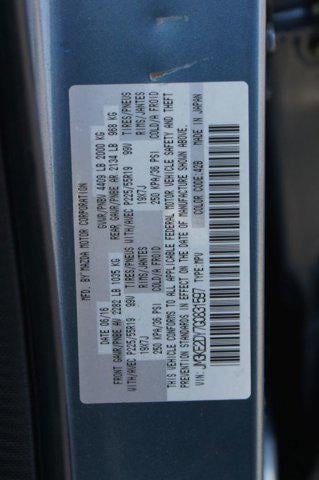 MFD. BY MAZDA MOTOR CORPORATION
DATE 06/16 GVWR/PNBV 4409 LB 2000 KG
FRONT GAWR/PNBE AV 2282 LB 1035 KG REAR GAWR/PNBE AR 2134 LB 968 KG
WITH/AVEC P225/55R19 99V TIRES/PNEUS WITH/AVEC P225/55R19 99V TIRES/PNEUS
19X7J RIMS/JANTES 19X7J RIMS/JANTES
250 KPA/36 PSI COLD/A FROID 250 KPA/36 PSI COLD/A FROID
THIS VEHICLE CONFORMS TO ALL APPLICABLE FEDERAL MOTOR VEHICLE SAFETY AND THEFT
PREVENTION STANDARDS IN EFFECT ON THE DATE OF MANUFACTURE SHOWN ABOVE.
TYPE: MPV COLOR CODE: 42B MADE IN JAPAN
VIN: